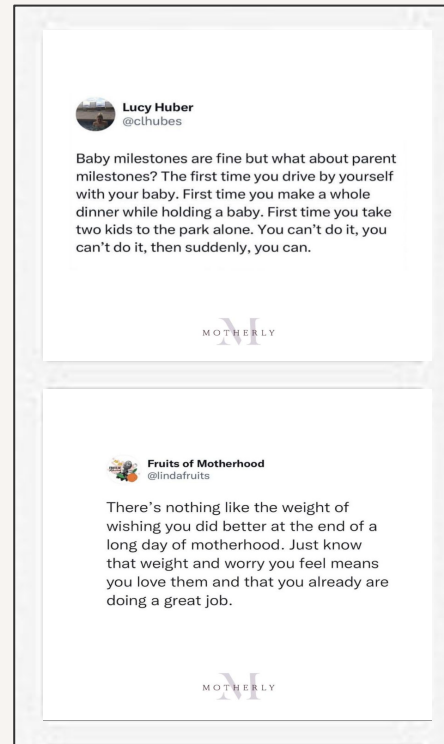 Lucy Huber
@clhubes
Baby milestones are fine but what about parent
milestones? The first time you drive by yourself
with your baby. First time you make a whole
dinner while holding a baby. First time you take
two kids to the park alone. You can’t do it, you
can’t do it, then suddenly, you can.
MOTHERLY
Fruits of Motherhood
@lindafruits
There’s nothing like the weight of
wishing you did better at the end of a
long day of motherhood. Just know
that weight and worry you feel means
you love them and that you already are
doing a great job.
MOTHERLY